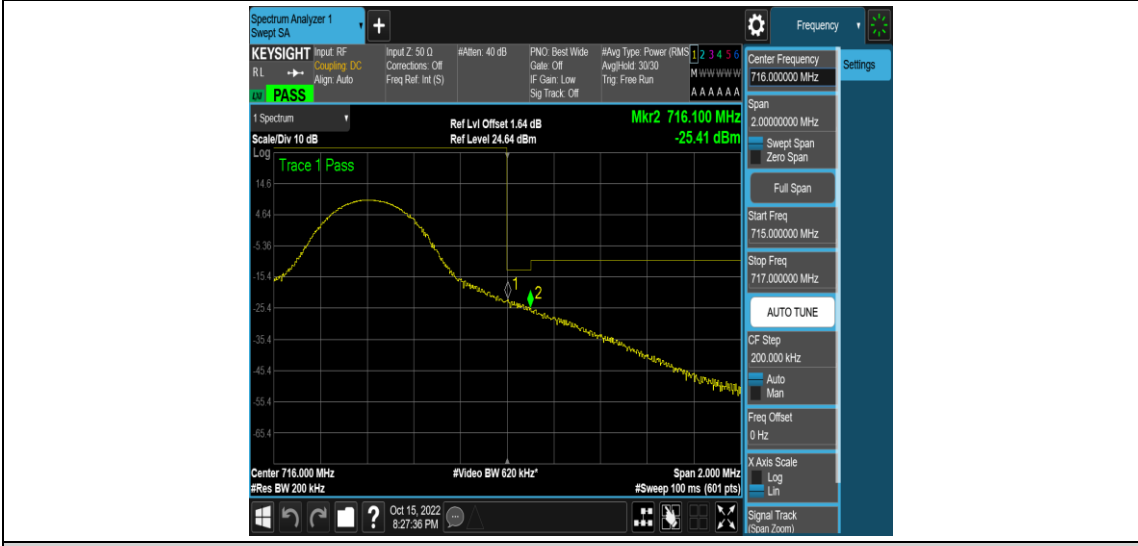 Spectrum Analyzer 1
Swept SA
+
Frequency
KEYSIGHT
Input: RF
Coupling: DC
Align: Auto
Input Z: 50 Ω
Corrections: Off
Freq Ref: Int (S)
#Atten: 40 dB
PNO: Best Wide
Gate: Off
IF Gain: Low
Sig Track: Off
#Avg Type: Power (RMS
Avg|Hold: 30/30
Trig: Free Run
1 2 3 4 5 6
M W W W W W
A A A A A A
R L
PASS
Center Frequency
716.000000 MHz
Settings
Span
2.00000000 MHz
Swept Span
Zero Span
Full Span
Start Freq
715.000000 MHz
Stop Freq
717.000000 MHz
AUTO TUNE
CF Step
200.000 kHz
Auto
Man
Freq Offset
0 Hz
X Axis Scale
Log
Lin
Signal Track
(Span Zoom)
1 Spectrum
Ref Lvl Offset 1.64 dB
Mkr2 716.100 MHz
Scale/Div 10 dB
Ref Level 24.64 dBm
-25.41 dBm
Log
Trace 1 Pass
14.6
4.64
-5.36
-15.4
1
2
-25.4
-35.4
-45.4
-55.4
-65.4
Center 716.000 MHz
#Video BW 620 kHz*
Span 2.000 MHz
#Res BW 200 kHz
#Sweep 100 ms (601 pts)
?
Oct 15, 2022
8:27:36 PM